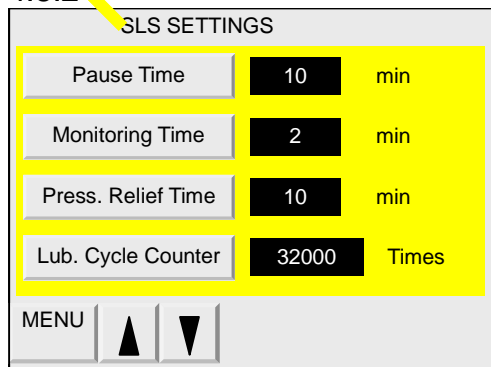 SLS SETTINGS
Pause Time 10 min
Monitoring Time 2 min
Press. Relief Time 10 min
Lub. Cycle Counter 32000 Times
MENU